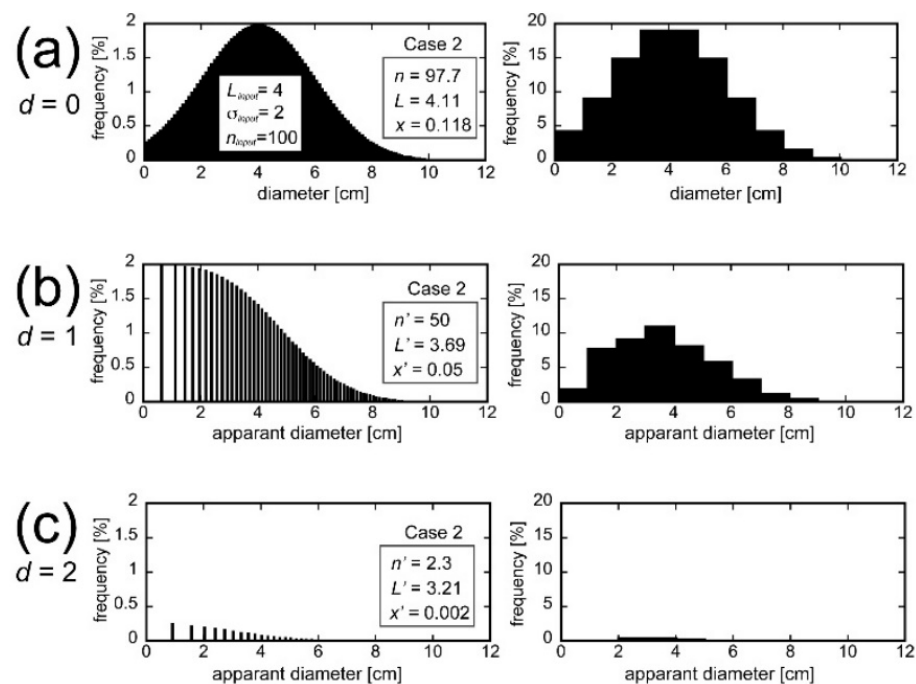 (a)
d = 0
frequency [%]
2
1.5
1
0.5
0
L input = 4
σ input = 2
n input =100
Case 2
n = 97.7
L = 4.11
x = 0.118
0 2 4 6 8 10 12
diameter [cm]
frequency [%]
20
15
10
5
0
0 2 4 6 8 10 12
diameter [cm]
(b)
d = 1
frequency [%]
2
1.5
1
0.5
0
Case 2
n' = 50
L' = 3.69
x' = 0.05
0 2 4 6 8 10 12
apparant diameter [cm]
frequency [%]
20
15
10
5
0
0 2 4 6 8 10 12
apparant diameter [cm]
(c)
d = 2
frequency [%]
2
1.5
1
0.5
0
Case 2
n' = 2.3
L' = 3.21
x' = 0.002
0 2 4 6 8 10 12
apparant diameter [cm]
frequency [%]
20
15
10
5
0
0 2 4 6 8 10 12
apparant diameter [cm]